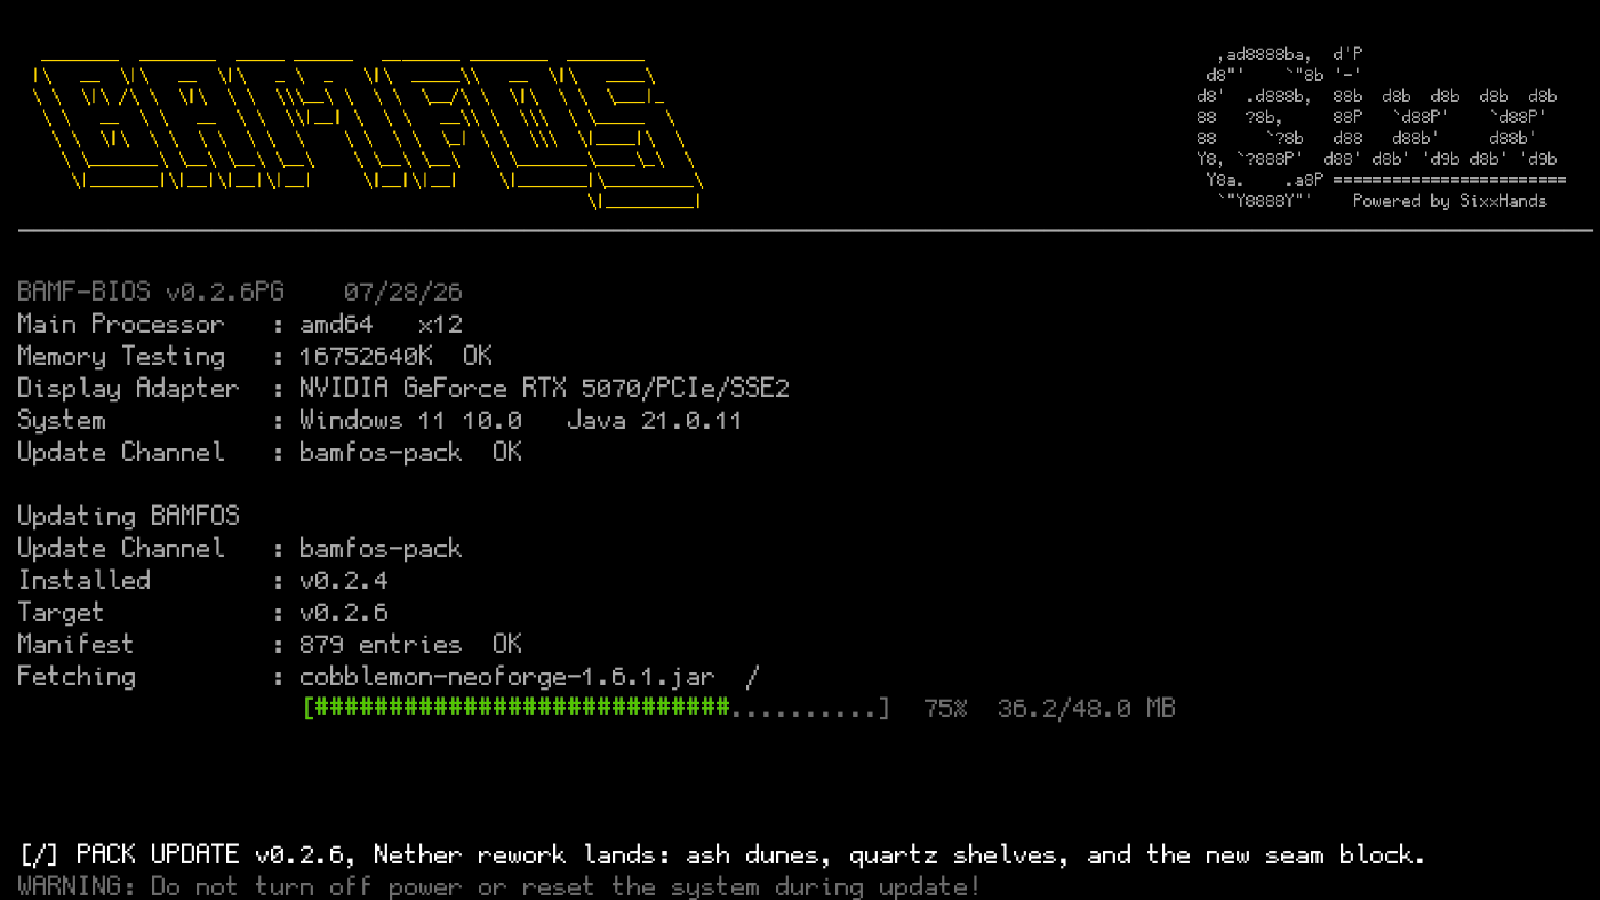 BAMFOS
Sixx
Powered by SixxHands
BAMF-BIOS v0.2.6PG    07/28/26
Main Processor   : amd64   x12
Memory Testing   : 16752640K  OK
Display Adapter  : NVIDIA GeForce RTX 5070/PCIe/SSE2
System           : Windows 11 10.0   Java 21.0.11
Update Channel   : bamfos-pack  OK
Updating BAMFOS
Update Channel   : bamfos-pack
Installed        : v0.2.4
Target           : v0.2.6
Manifest         : 879 entries  OK
Fetching         : cobblemon-neoforge-1.6.1.jar  /
[############################..........]  75%  36.2/48.0 MB
[/] PACK UPDATE v0.2.6, Nether rework lands: ash dunes, quartz shelves, and the new seam block.
WARNING: Do not turn off power or reset the system during update!